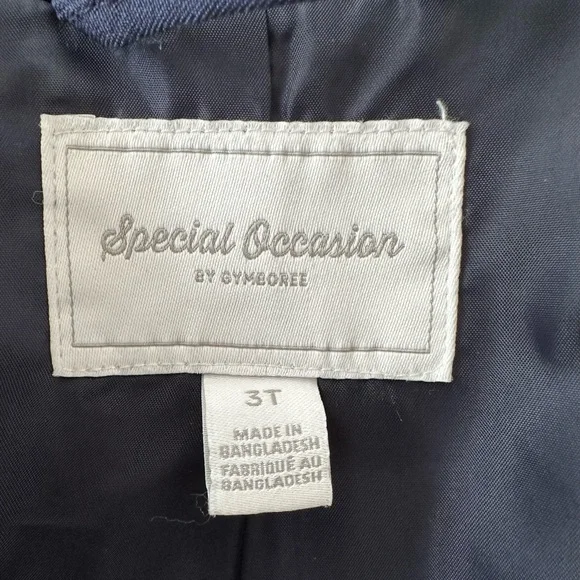 Special Occasion
BY GYMBOREE
3T
MADE IN
BANGLADESH
FABRIQUÉ AU
BANGLADESH